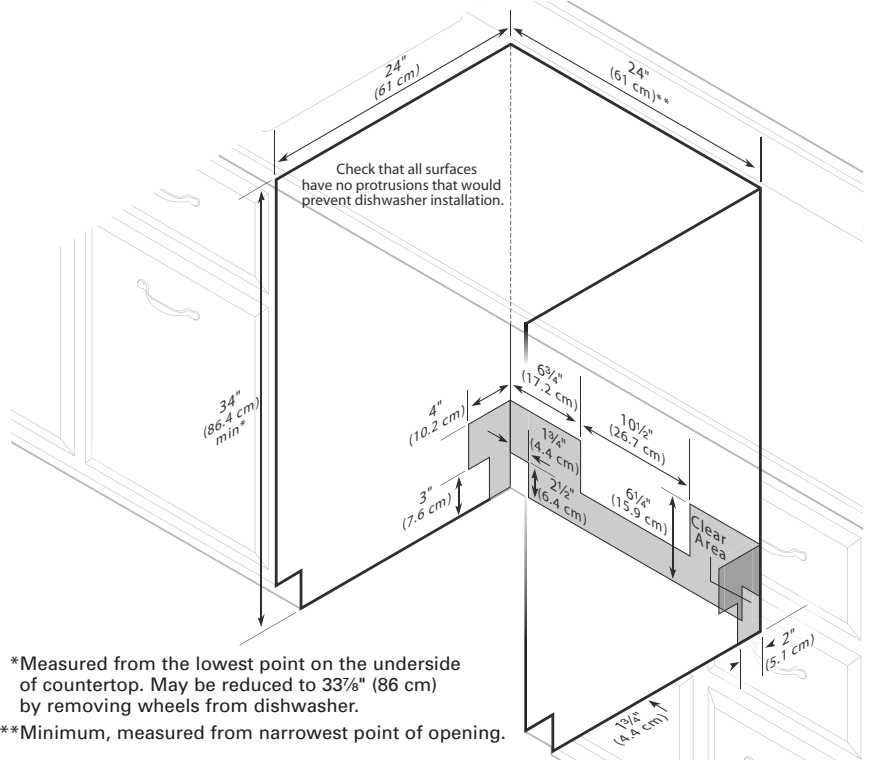 24"
(61 cm)
24"
(61 cm)**
Check that all surfaces
have no protrusions that would
prevent dishwasher installation.
34"
(86.4 cm)
min*
6¾"
(17.2 cm)
4"
(10.2 cm)
10½"
(26.7 cm)
1¾"
(4.4 cm)
3"
(7.6 cm)
2½"
(6.4 cm)
6¼"
(15.9 cm)
Clear
Area
2"
(5.1 cm)
1¾"
(4.4 cm)
*Measured from the lowest point on the underside
of countertop. May be reduced to 33⅞" (86 cm)
by removing wheels from dishwasher.
**Minimum, measured from narrowest point of opening.